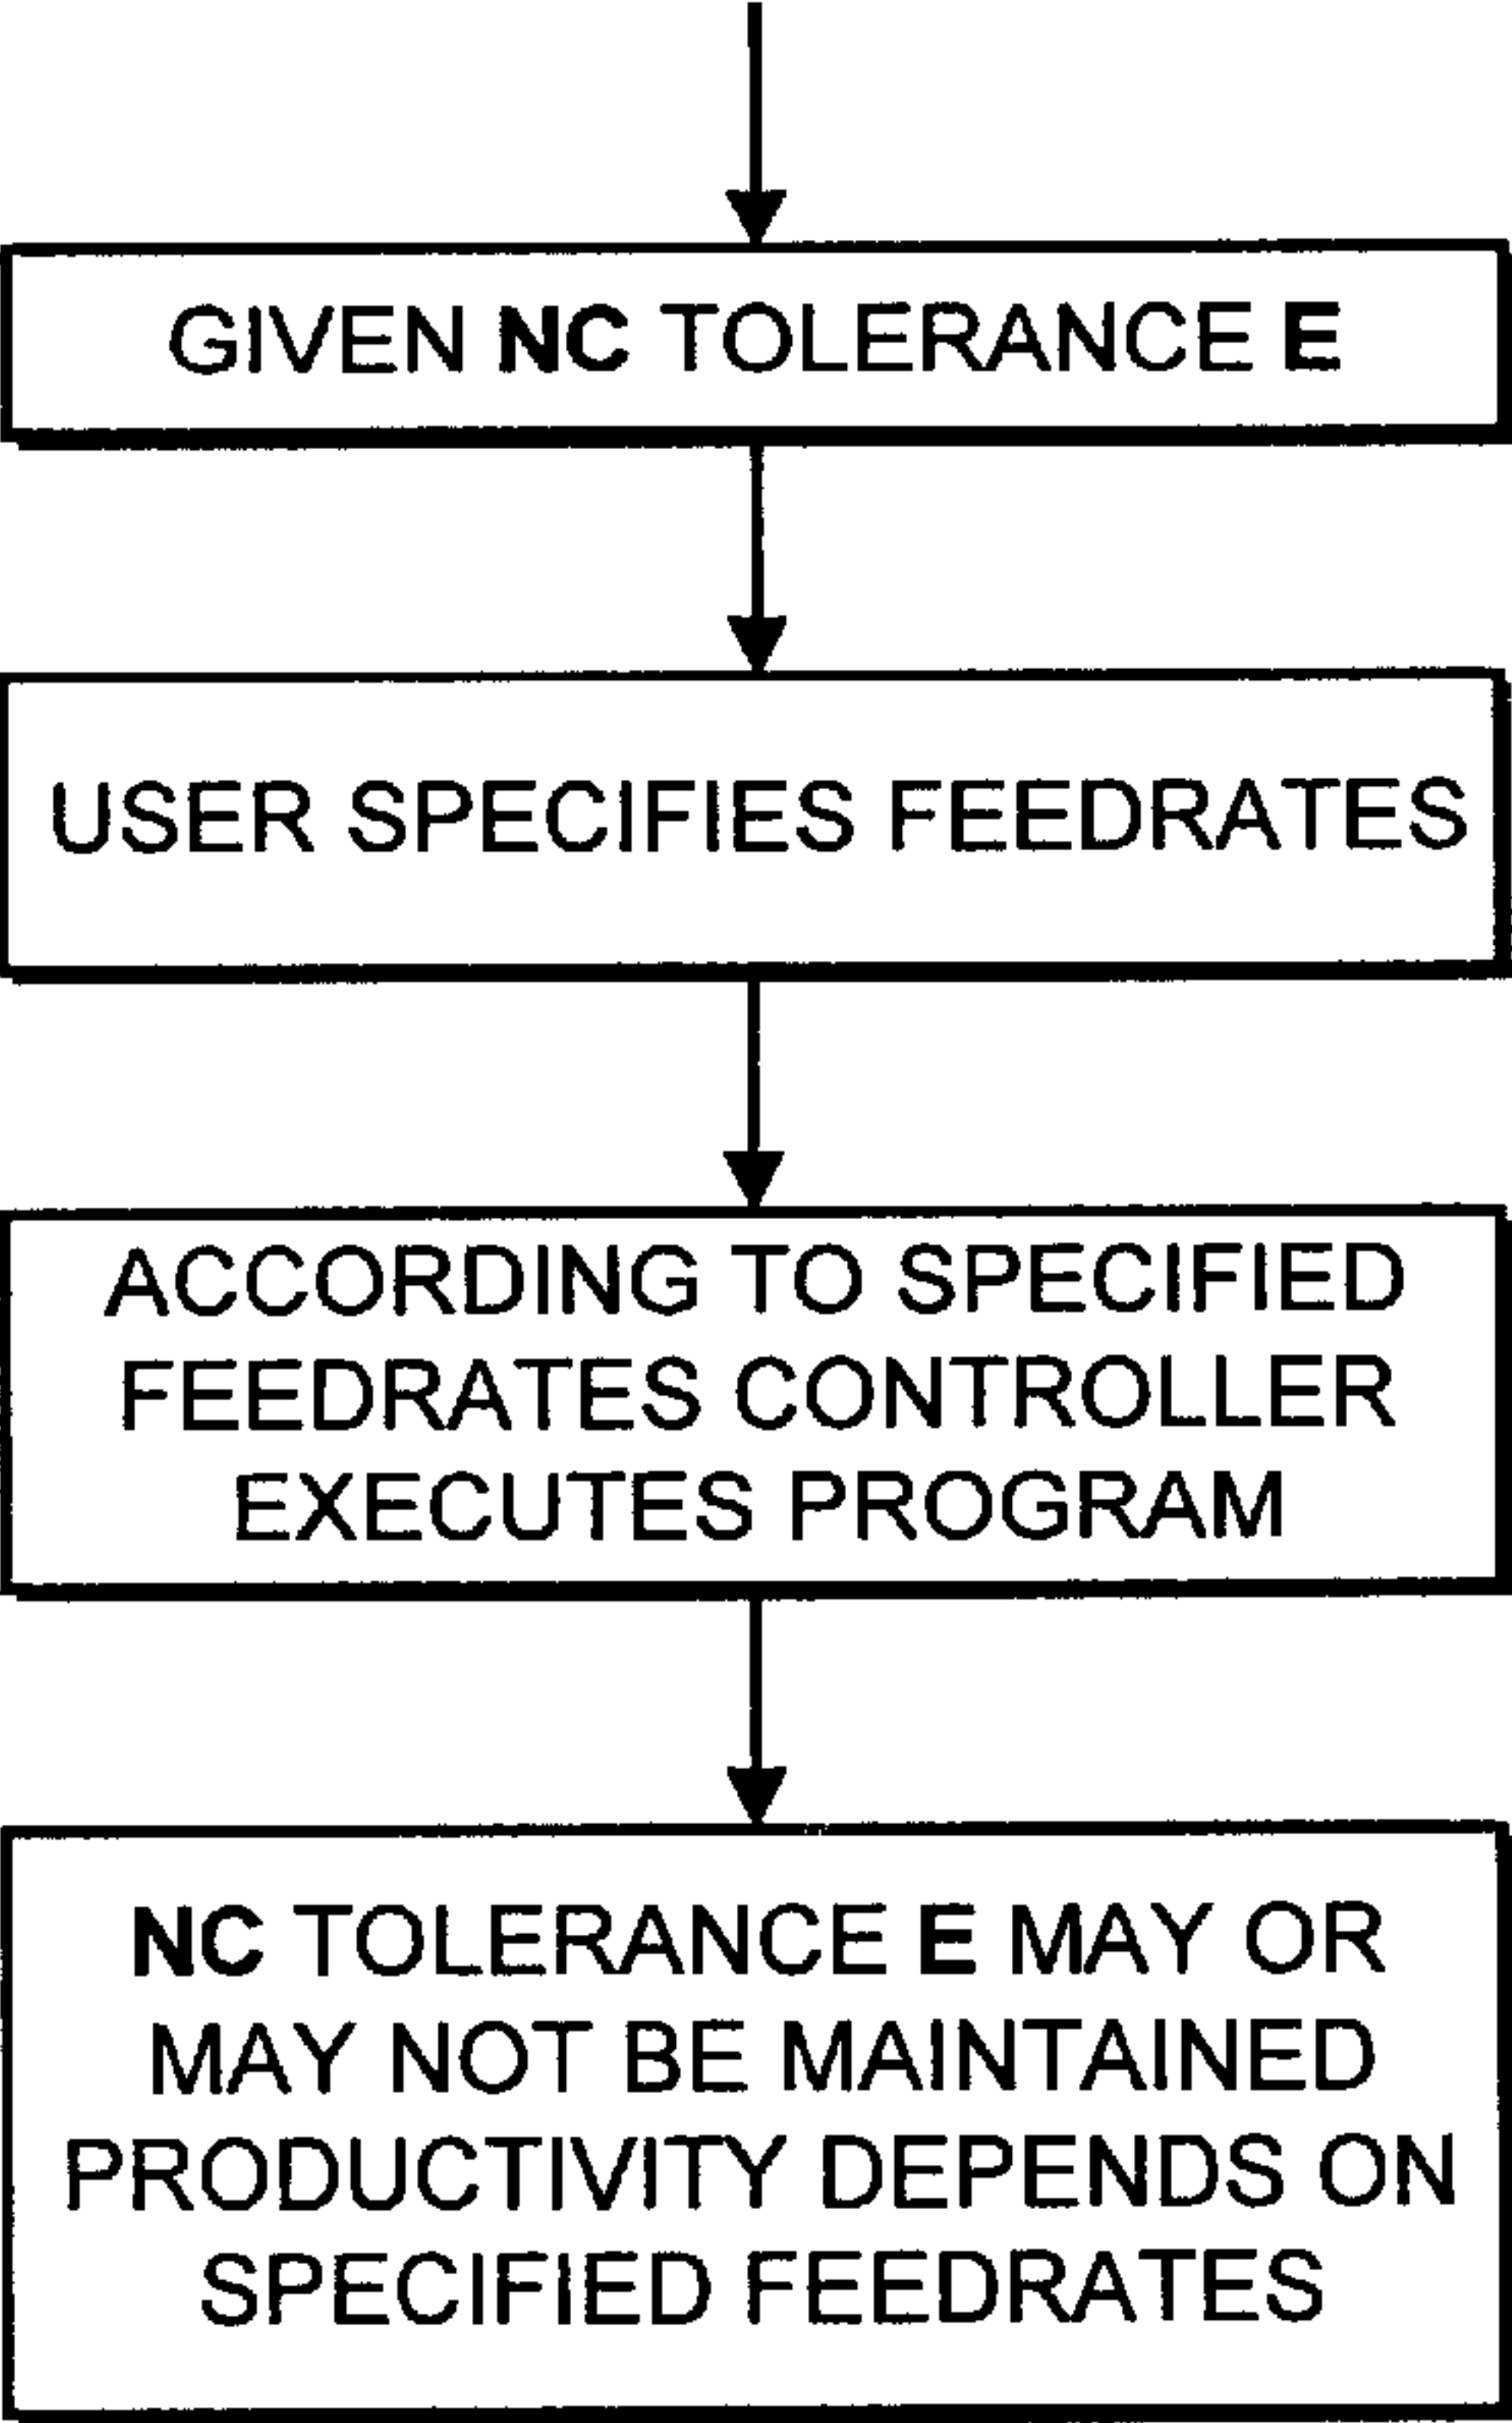 GIVEN NC TOLERANCE E
USER SPECIFIES FEEDRATES
ACCORDING TO SPECIFIED
FEEDRATES CONTROLLER
EXECUTES PROGRAM
NC TOLERANCE E MAY OR
MAY NOT BE MAINTAINED
PRODUCTIVITY DEPENDS ON
SPECIFIED FEEDRATES